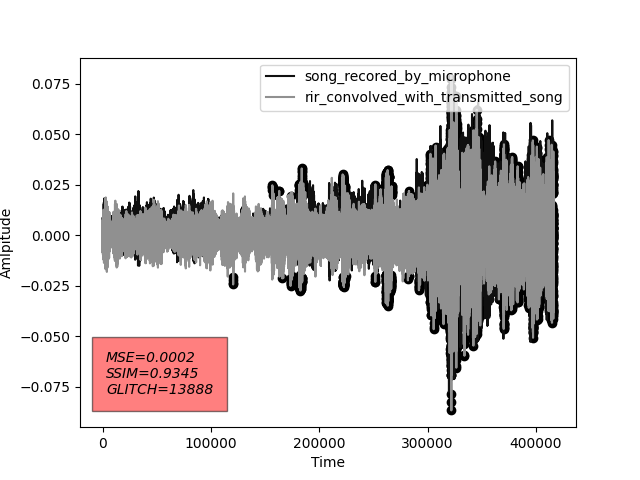 song_recored_by_microphone
rir_convolved_with_transmitted_song
0.075
0.050
0.025
0.000
−0.025
−0.050
−0.075
Amlpitude
MSE=0.0002
SSIM=0.9345
GLITCH=13888
0 100000 200000 300000 400000
Time